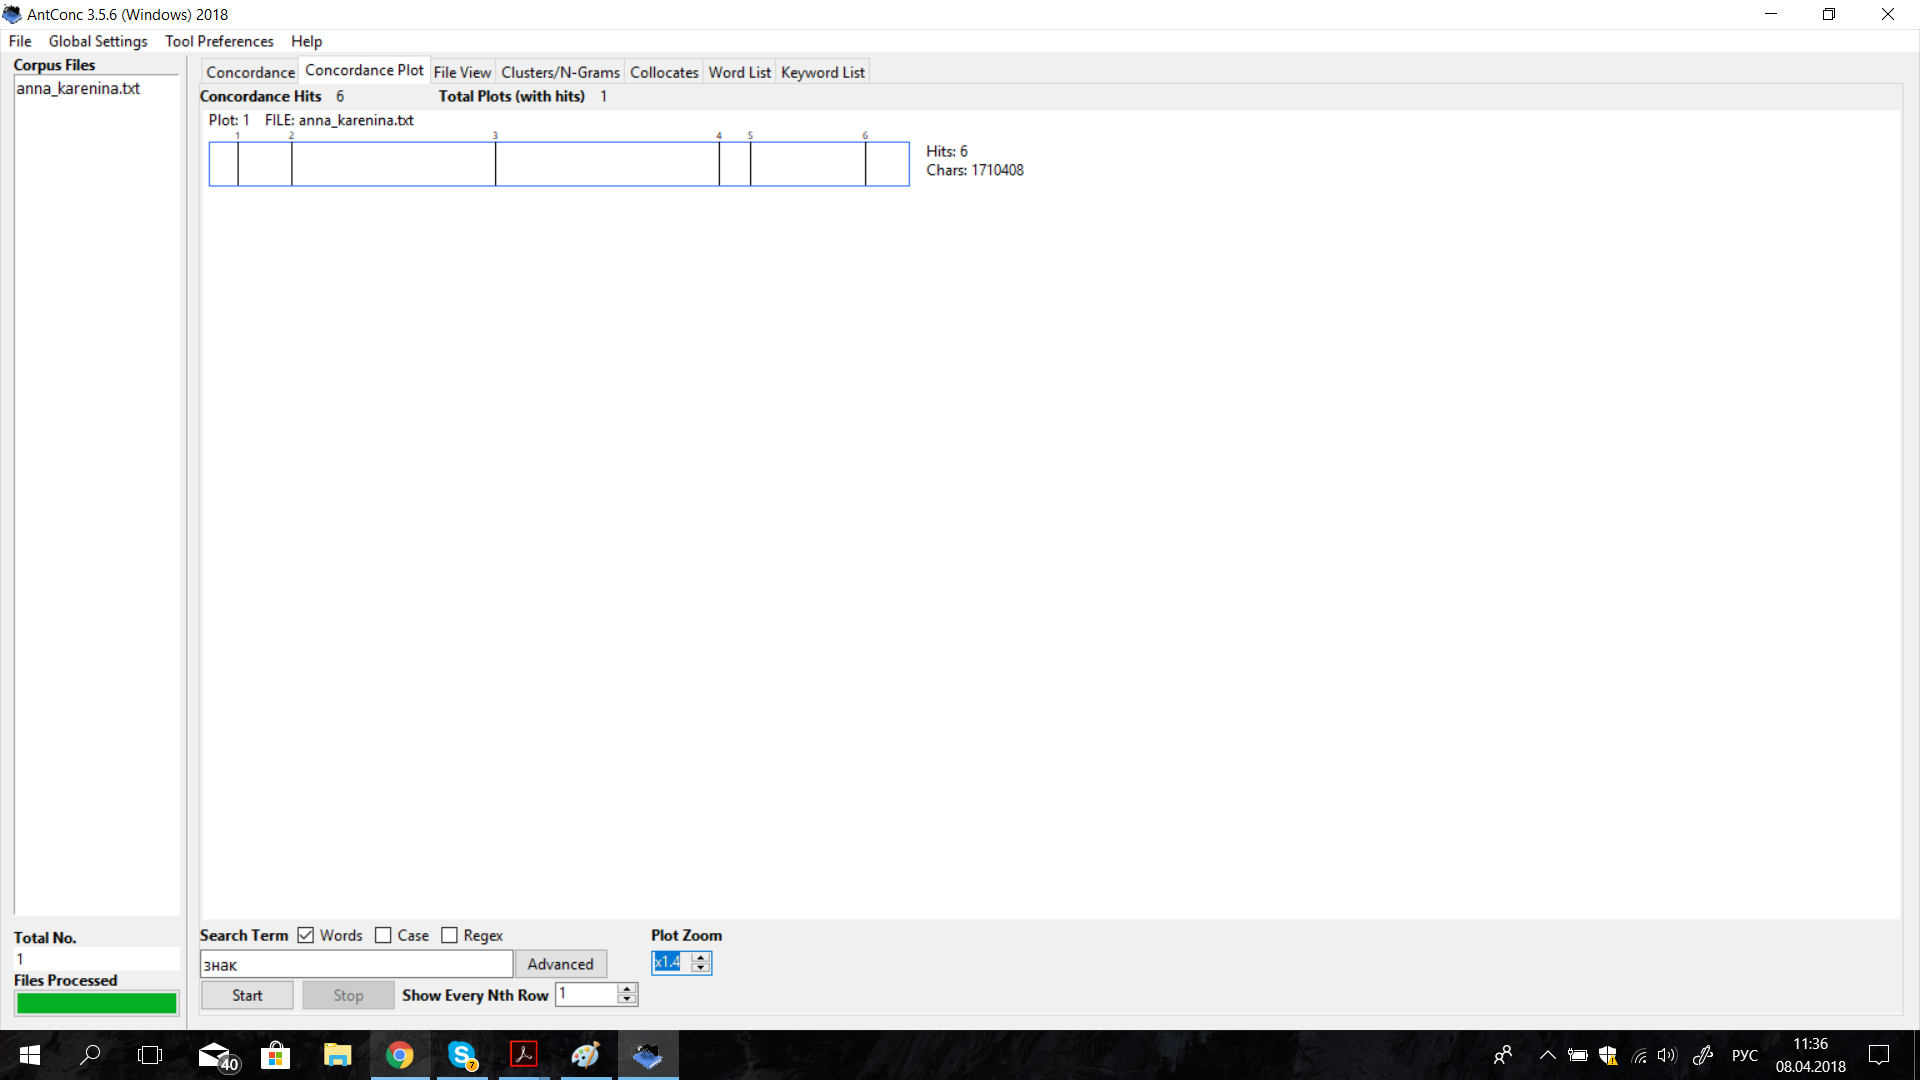 AntConc 3.5.6 (Windows) 2018
File Global Settings Tool Preferences Help
Corpus Files
anna_karenina.txt
Concordance Concordance Plot File View Clusters/N-Grams Collocates Word List Keyword List
Concordance Hits 6 Total Plots (with hits) 1
Plot: 1 FILE: anna_karenina.txt
1 2 3 4 5 6
Hits: 6
Chars: 1710408
Total No.
1
Files Processed
Search Term Words Case Regex
знак Advanced
Start Stop Show Every Nth Row 1
Plot Zoom
x1.4
40
7
РУС
11:36
08.04.2018